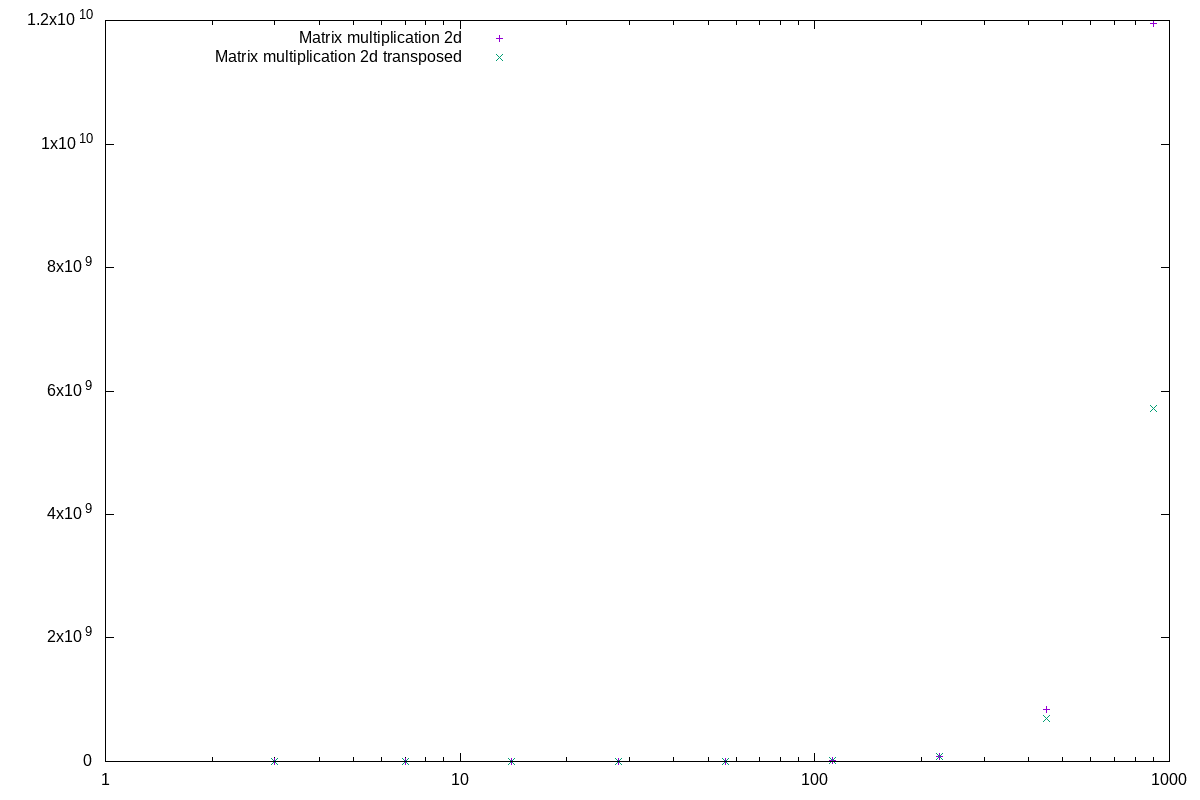 1.2x10 10
Matrix multiplication 2d
Matrix multiplication 2d transposed
1x10 10
8x10 9
6x10 9
4x10 9
2x10 9
0
1 10 100 1000